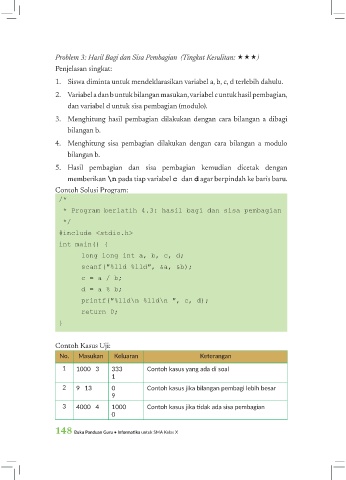 Problem 3: Hasil Bagi dan Sisa Pembagian (Tingkat Kesulitan: ★★★)
Penjelasan singkat:
1. Siswa diminta untuk mendeklarasikan variabel a, b, c, d terlebih dahulu.
2. Variabel a dan b untuk bilangan masukan, variabel c untuk hasil pembagian,
dan variabel d untuk sisa pembagian (modulo).
3. Menghitung hasil pembagian dilakukan dengan cara bilangan a dibagi
bilangan b.
4. Menghitung sisa pembagian dilakukan dengan cara bilangan a modulo
bilangan b.
5. Hasil pembagian dan sisa pembagian kemudian dicetak dengan
memberikan \n pada tiap variabel c dan d agar berpindah ke baris baru.
Contoh Solusi Program:
/*
* Program berlatih 4.3: hasil bagi dan sisa pembagian
*/
#include <stdio.h>
int main() {
long long int a, b, c, d;
scanf("%lld %lld", &a, &b);
c = a / b;
d = a % b;
printf("%lld\n %lld\n ", c, d);
return 0;
}
Contoh Kasus Uji:
No. Masukan Keluaran Keterangan
1 1000 3 333 Contoh kasus yang ada di soal
1
2 9 13 0 Contoh kasus jika bilangan pembagi lebih besar
9
3 4000 4 1000 Contoh kasus jika tidak ada sisa pembagian
0
148 Buku Panduan Guru • Informatika untuk SMA Kelas X